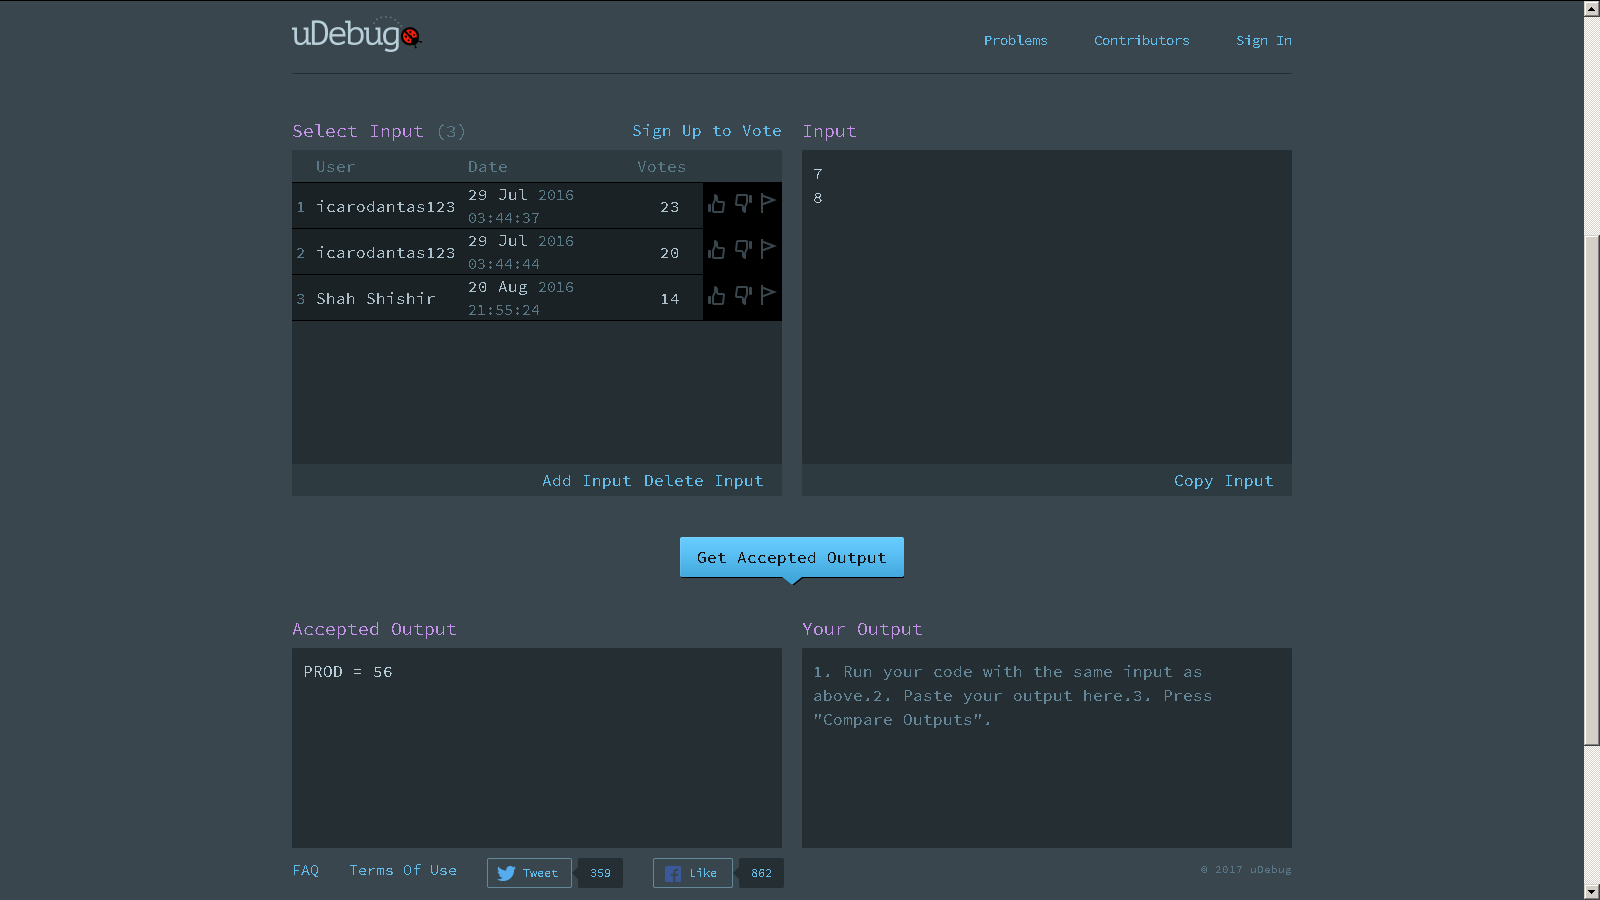 uDebug
Problems Contributors Sign In
Select Input (3) Sign Up to Vote
User Date Votes
1 icarodantas123 29 Jul 2016 03:44:37 23
2 icarodantas123 29 Jul 2016 03:44:44 20
3 Shah Shishir 20 Aug 2016 21:55:24 14
Add Input Delete Input
Input
7
8
Copy Input
Get Accepted Output
Accepted Output
PROD = 56
Your Output
1. Run your code with the same input as
above.2. Paste your output here.3. Press
"Compare Outputs".
FAQ Terms Of Use Tweet 359 Like 862 © 2017 uDebug